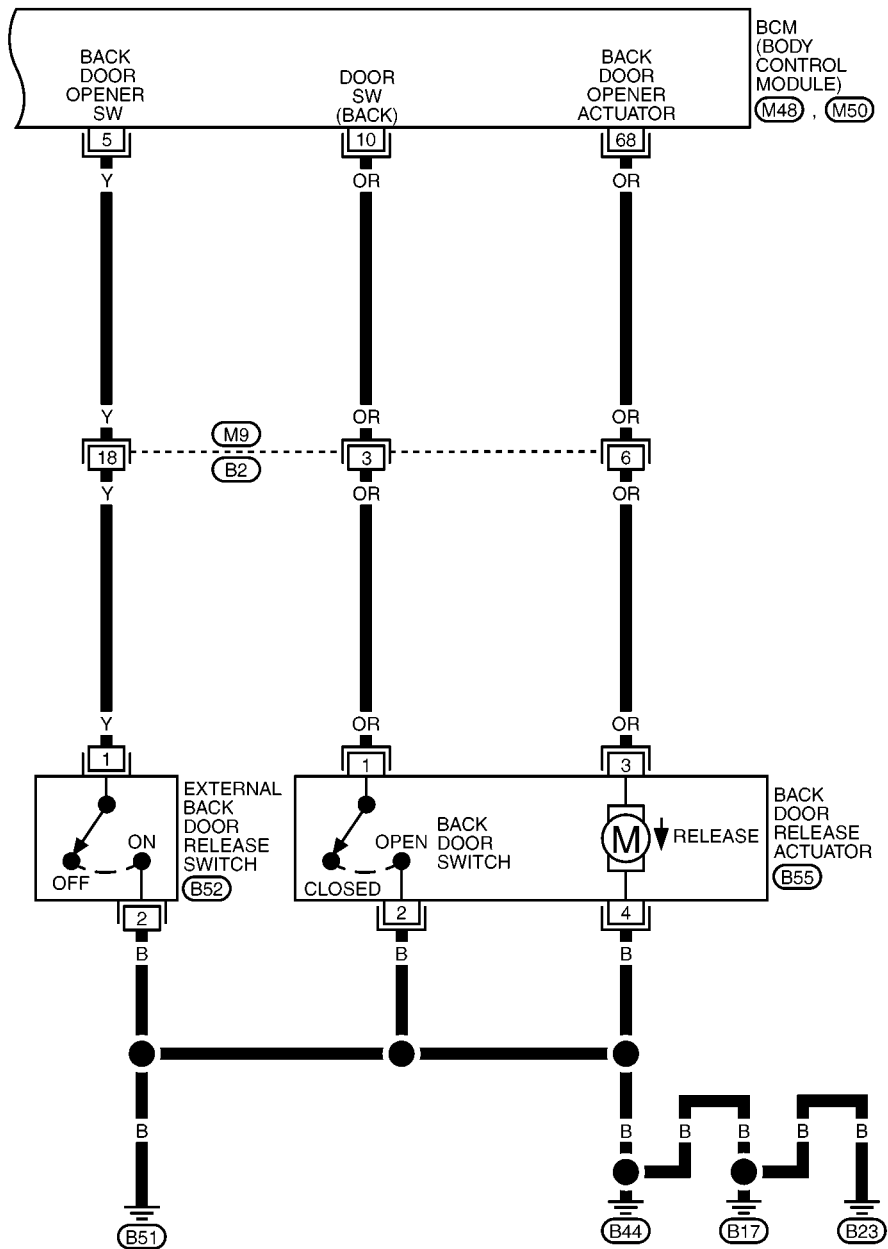 BCM
(BODY
CONTROL
MODULE)
M48 , M50
BACK
DOOR
OPENER
SW
DOOR
SW
(BACK)
BACK
DOOR
OPENER
ACTUATOR
5
10
68
Y
OR
OR
Y
OR
OR
M9
18
3
6
B2
Y
OR
OR
Y
OR
OR
1
1
3
EXTERNAL
BACK
DOOR
RELEASE
SWITCH
B52
ON
OFF
BACK
DOOR
SWITCH
OPEN
CLOSED
M
RELEASE
BACK
DOOR
RELEASE
ACTUATOR
B55
2
2
4
B
B
B
B
B
B
B
B
B
B51
B44
B17
B23